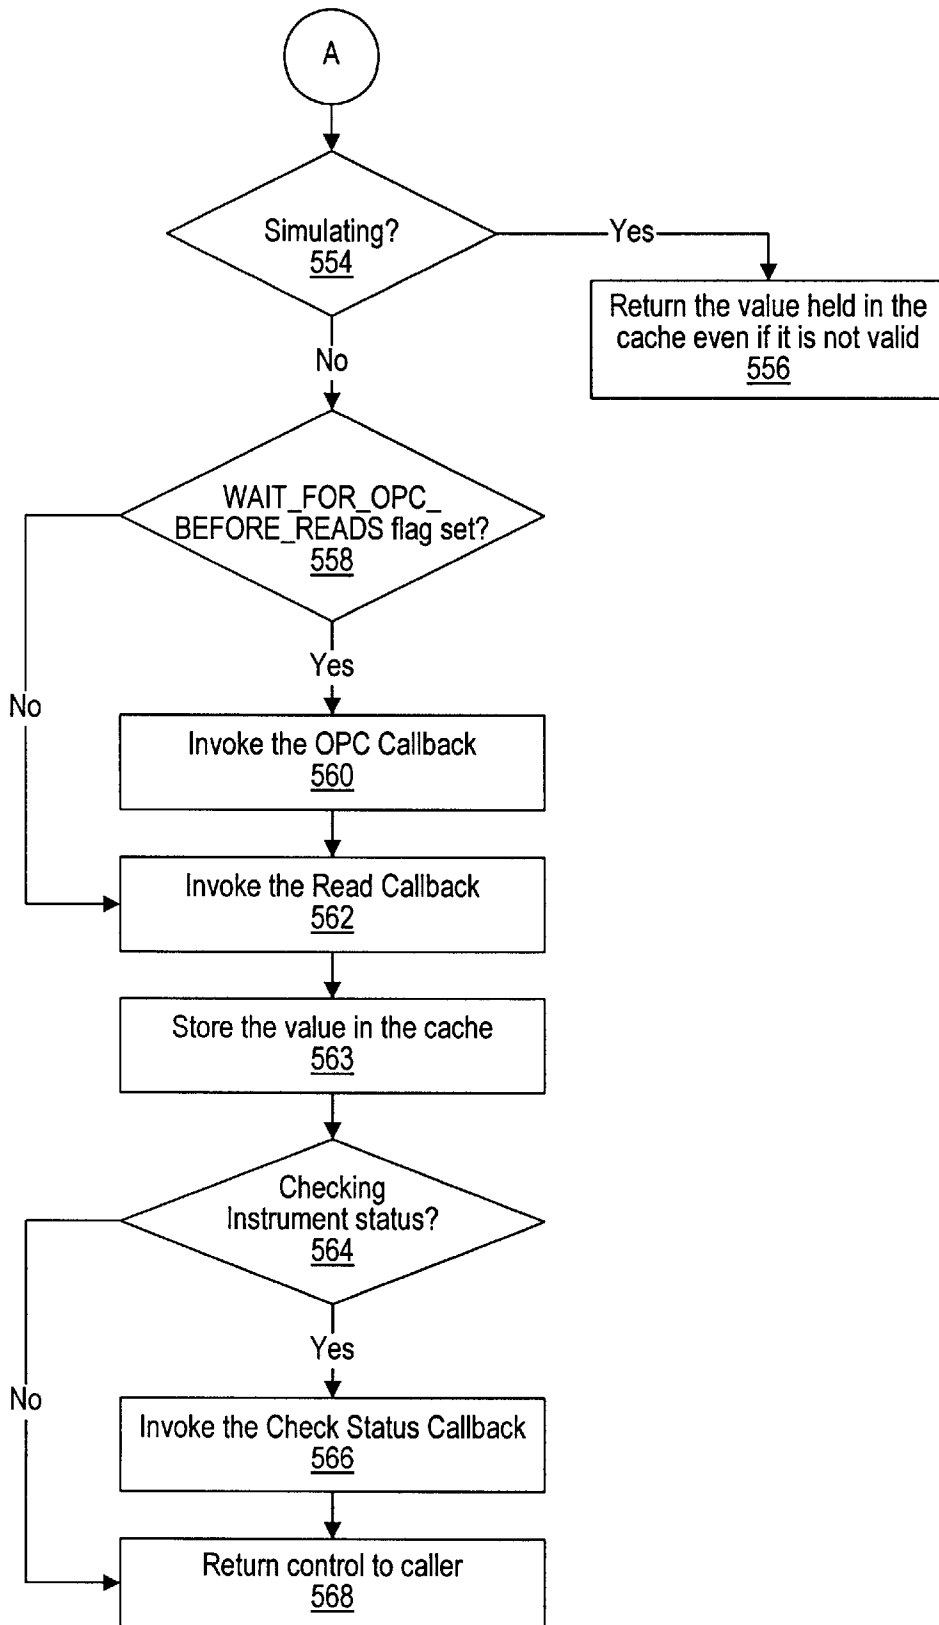 A
Simulating?
554
Yes
Return the value held in the
cache even if it is not valid
556
No
WAIT_FOR_OPC_
BEFORE_READS flag set?
558
Yes
No
Invoke the OPC Callback
560
Invoke the Read Callback
562
Store the value in the cache
563
Checking
Instrument status?
564
Yes
No
Invoke the Check Status Callback
566
Return control to caller
568